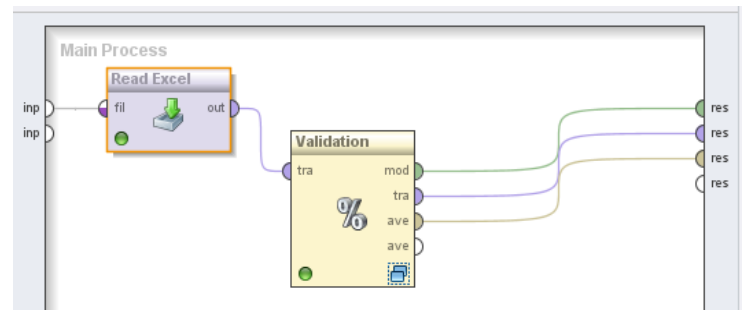 Main Process
Read Excel
inp fil out res
inp res
Validation
res
tra mod
res
tra
% ave
ave